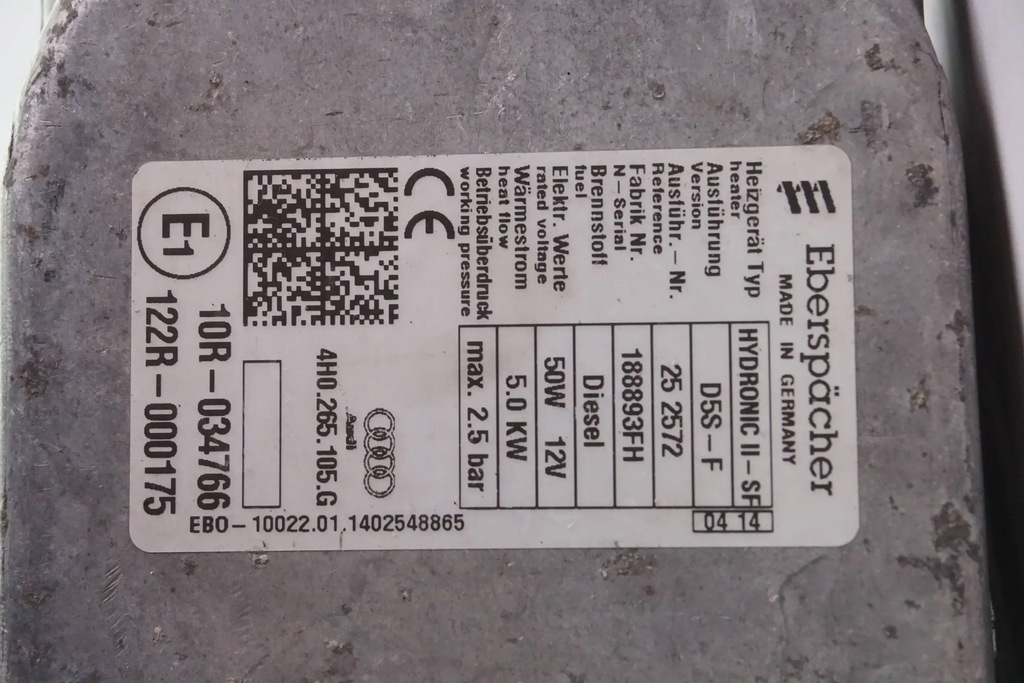 Eberspächer
MADE IN GERMANY
Heizgerät Typ HYDRONIC II-SF
heater
Ausführung D5S-F
version
Ausführ.-Nr. 25 2572
Reference
Fabrik Nr. 188893FH
N-Serial
Brennstoff Diesel
fuel
Elektr. Werte 50W 12V
rated voltage
Wärmestrom 5.0 KW
heat flow
Betriebsüberdruck max. 2.5 bar
working pressure
04 14
CE
Audi
4H0.265.105.G
E1
10R-034766
122R-000175
EBO-10022.01.1402548865